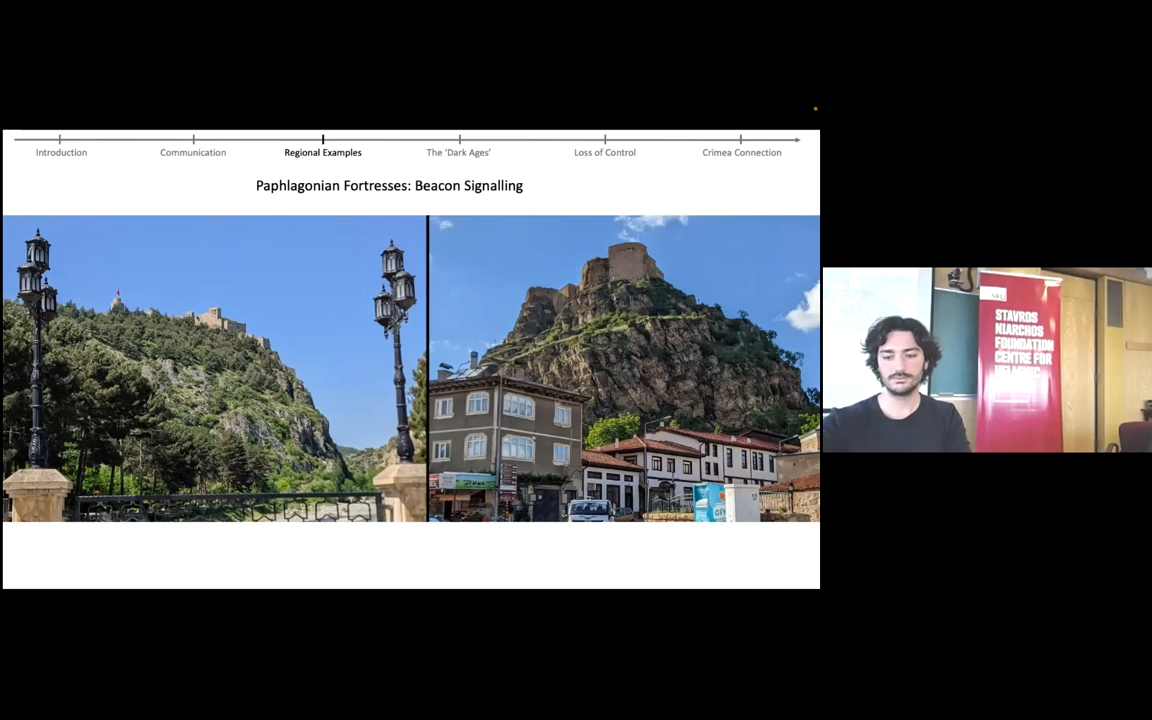 Introduction
Communication
Regional Examples
The 'Dark Ages'
Loss of Control
Crimea Connection
Paphlagonian Fortresses: Beacon Signalling
SFU
STAVROS
NIARCHOS
FOUNDATION
CENTRE FOR